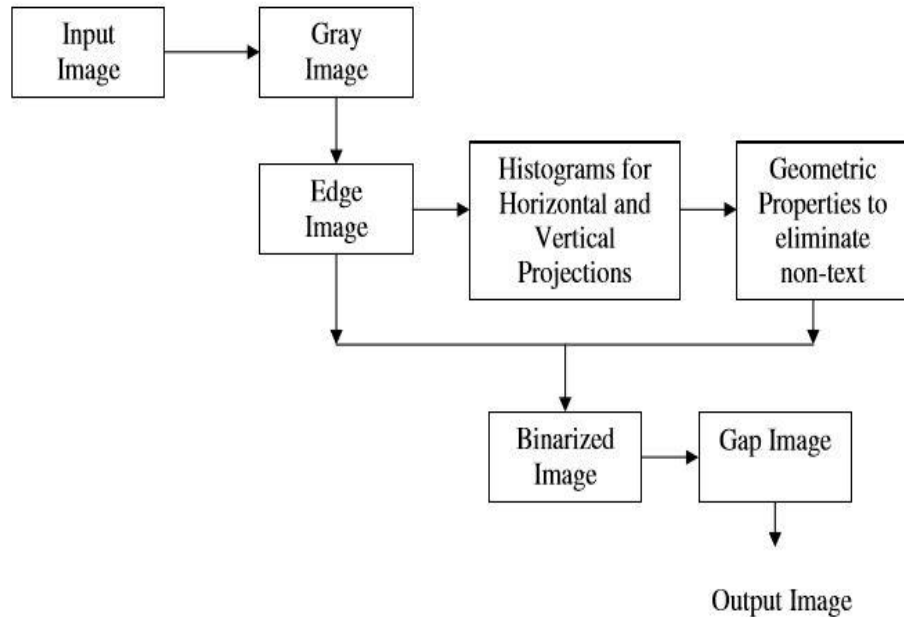 Input
Image
Gray
Image
Edge
Image
Histograms for
Horizontal and
Vertical
Projections
Geometric
Properties to
eliminate
non-text
Binarized
Image
Gap Image
Output Image